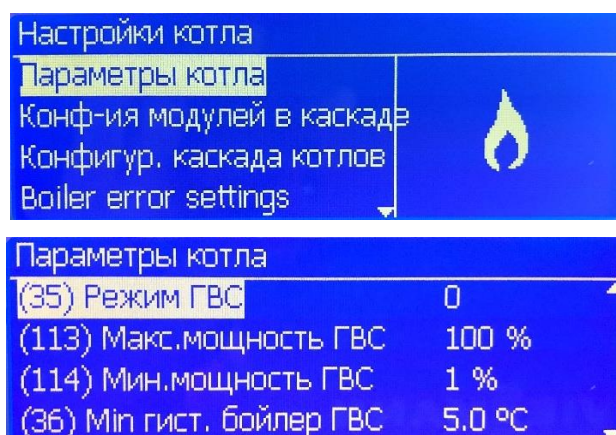 Настройки котла
Параметры котла
Конф-ия модулей в каскаде
Конфигур. каскада котлов
Boiler error settings
Параметры котла
(35) Режим ГВС 0
(113) Макс.мощность ГВС 100 %
(114) Мин.мощность ГВС 1 %
(36) Min гист. бойлер ГВС 5.0 ºC